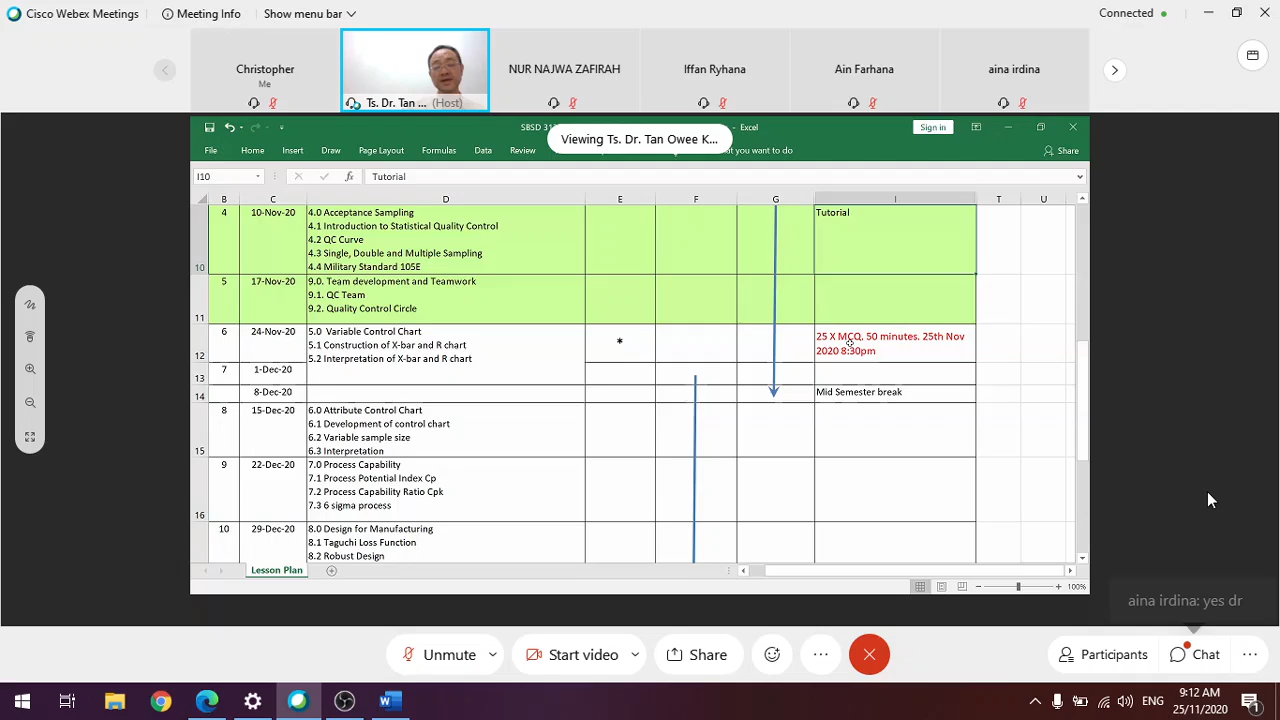 Cisco Webex Meetings
Meeting Info
Show menu bar
Connected
Christopher
Me
Ts. Dr. Tan ... (Host)
NUR NAJWA ZAFIRAH
Iffan Ryhana
Ain Farhana
aina irdina
SBSD 31
Viewing Ts. Dr. Tan Owee K...
- Excel
Sign in
File
Home
Insert
Draw
Page Layout
Formulas
Data
Review
hat you want to do
Share
I10
fx
Tutorial
B C D E F G I T U
4 10-Nov-20 4.0 Acceptance Sampling Tutorial
4.1 Introduction to Statistical Quality Control
4.2 QC Curve
4.3 Single, Double and Multiple Sampling
10 4.4 Military Standard 105E
5 17-Nov-20 9.0. Team development and Teamwork
9.1. QC Team
9.2. Quality Control Circle
11
6 24-Nov-20 5.0 Variable Control Chart
5.1 Construction of X-bar and R chart * 25 X MCQ, 50 minutes. 25th Nov
12 5.2 Interpretation of X-bar and R chart 2020 8:30pm
7 1-Dec-20
13
14 8-Dec-20 Mid Semester break
8 15-Dec-20 6.0 Attribute Control Chart
6.1 Development of control chart
6.2 Variable sample size
15 6.3 Interpretation
9 22-Dec-20 7.0 Process Capability
7.1 Process Potential Index Cp
7.2 Process Capability Ratio Cpk
7.3 6 sigma process
16
10 29-Dec-20 8.0 Design for Manufacturing
8.1 Taguchi Loss Function
8.2 Robust Design
Lesson Plan
100%
aina irdina: yes dr
Unmute
Start video
Share
Participants
Chat
ENG
9:12 AM
25/11/2020
1